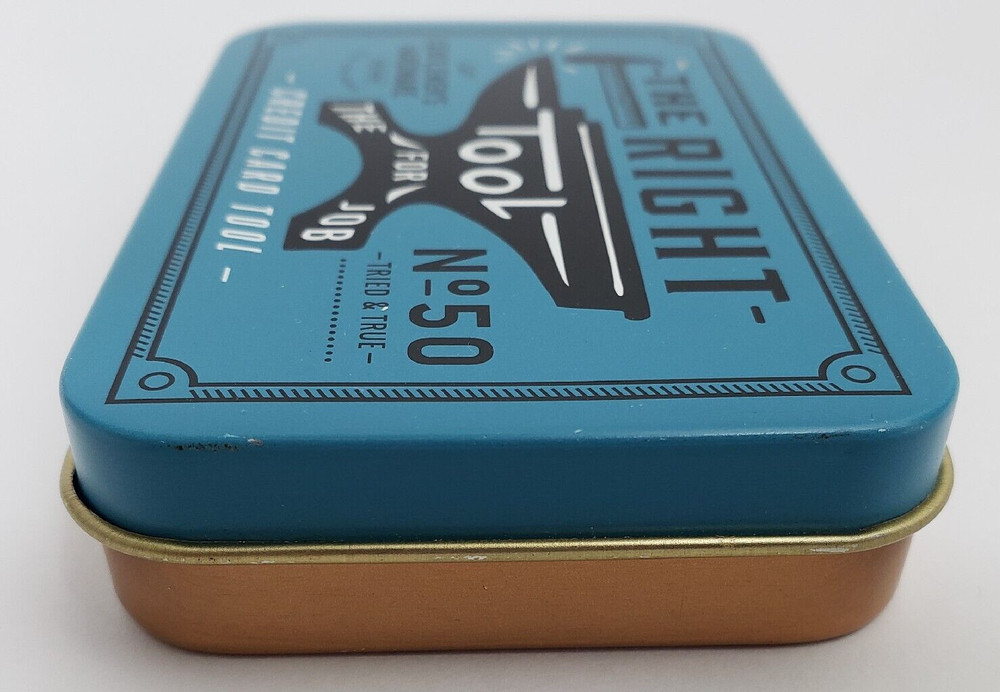 - THE RIGHT -
TOOL
FOR
THE JOB
Nº50
- TRIED & TRUE -
- CREDIT CARD TOOL -